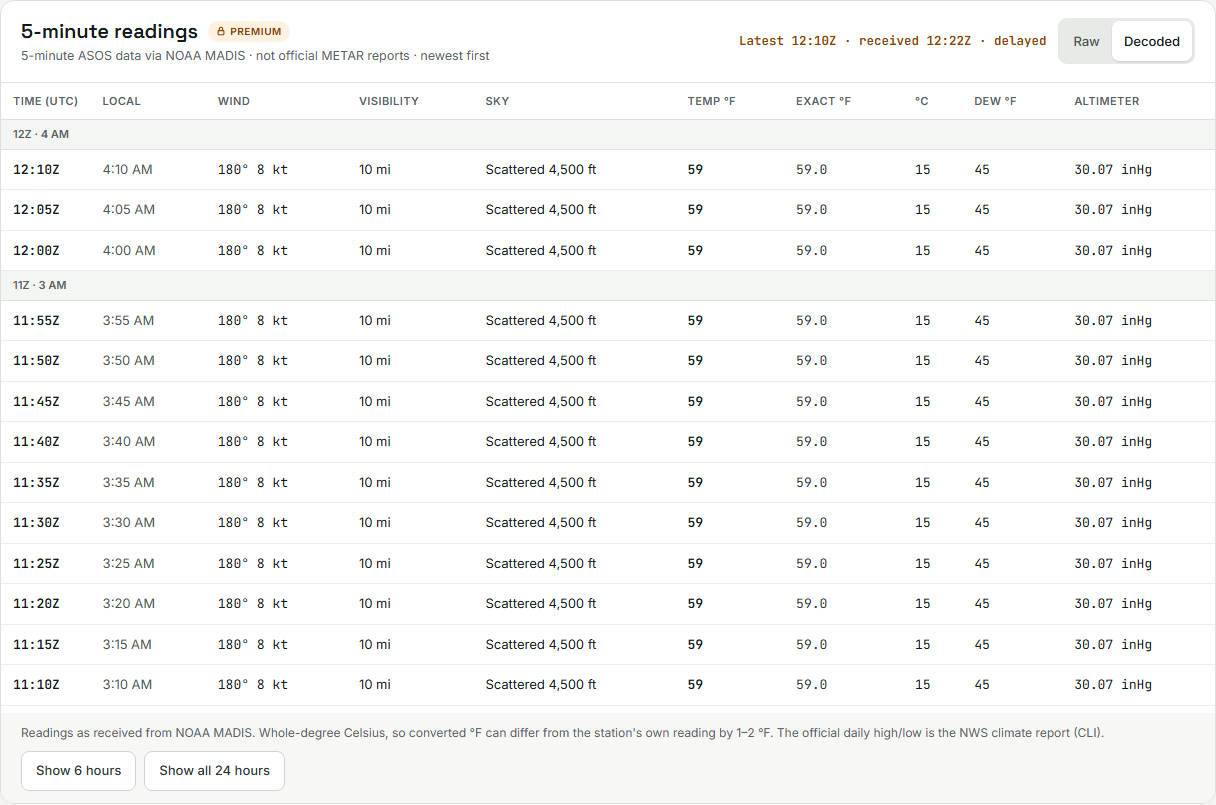 5-minute readings PREMIUM
5-minute ASOS data via NOAA MADIS · not official METAR reports · newest first
Latest 12:10Z · received 12:22Z · delayed
Raw Decoded
TIME (UTC) LOCAL WIND VISIBILITY SKY TEMP °F EXACT °F °C DEW °F ALTIMETER
12Z · 4 AM
12:10Z 4:10 AM 180° 8 kt 10 mi Scattered 4,500 ft 59 59.0 15 45 30.07 inHg
12:05Z 4:05 AM 180° 8 kt 10 mi Scattered 4,500 ft 59 59.0 15 45 30.07 inHg
12:00Z 4:00 AM 180° 8 kt 10 mi Scattered 4,500 ft 59 59.0 15 45 30.07 inHg
11Z · 3 AM
11:55Z 3:55 AM 180° 8 kt 10 mi Scattered 4,500 ft 59 59.0 15 45 30.07 inHg
11:50Z 3:50 AM 180° 8 kt 10 mi Scattered 4,500 ft 59 59.0 15 45 30.07 inHg
11:45Z 3:45 AM 180° 8 kt 10 mi Scattered 4,500 ft 59 59.0 15 45 30.07 inHg
11:40Z 3:40 AM 180° 8 kt 10 mi Scattered 4,500 ft 59 59.0 15 45 30.07 inHg
11:35Z 3:35 AM 180° 8 kt 10 mi Scattered 4,500 ft 59 59.0 15 45 30.07 inHg
11:30Z 3:30 AM 180° 8 kt 10 mi Scattered 4,500 ft 59 59.0 15 45 30.07 inHg
11:25Z 3:25 AM 180° 8 kt 10 mi Scattered 4,500 ft 59 59.0 15 45 30.07 inHg
11:20Z 3:20 AM 180° 8 kt 10 mi Scattered 4,500 ft 59 59.0 15 45 30.07 inHg
11:15Z 3:15 AM 180° 8 kt 10 mi Scattered 4,500 ft 59 59.0 15 45 30.07 inHg
11:10Z 3:10 AM 180° 8 kt 10 mi Scattered 4,500 ft 59 59.0 15 45 30.07 inHg
Readings as received from NOAA MADIS. Whole-degree Celsius, so converted °F can differ from the station's own reading by 1–2 °F. The official daily high/low is the NWS climate report (CLI).
Show 6 hours Show all 24 hours